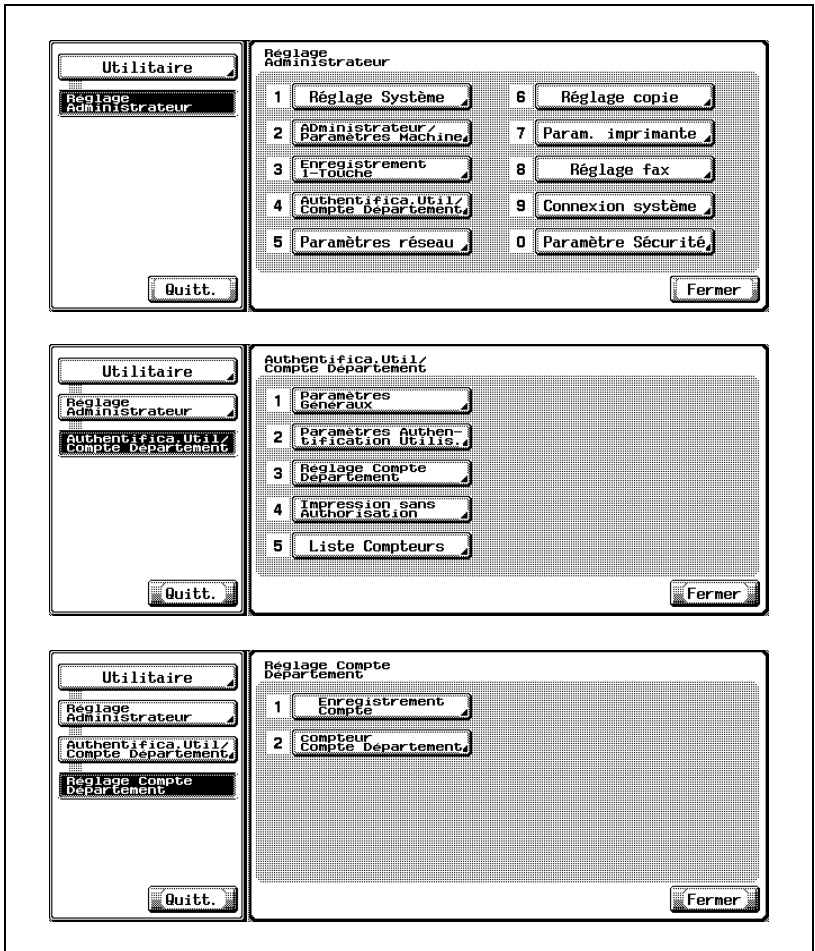 Utilitaire
Réglage
Administrateur
Quitt.
Réglage
Administrateur
1 Réglage Système
2 ADministrateur/
Paramètres Machine
3 Enregistrement
1-Touche
4 Authentifica.Util/
Compte Département
5 Paramètres réseau
6 Réglage copie
7 Param. imprimante
8 Réglage fax
9 Connexion système
0 Paramètre Sécurité
Fermer
Utilitaire
Réglage
Administrateur
Authentifica.Util/
Compte Département
Quitt.
Authentifica.Util/
Compte Département
1 Paramètres
Généraux
2 Paramètres Authen-
tification Utilis.
3 Réglage Compte
Département
4 Impression sans
Authorisation
5 Liste Compteurs
Fermer
Utilitaire
Réglage
Administrateur
Authentifica.Util/
Compte Département
Réglage Compte
Département
Quitt.
Réglage Compte
Département
1 Enregistrement
Compte
2 compteur
Compte Département
Fermer